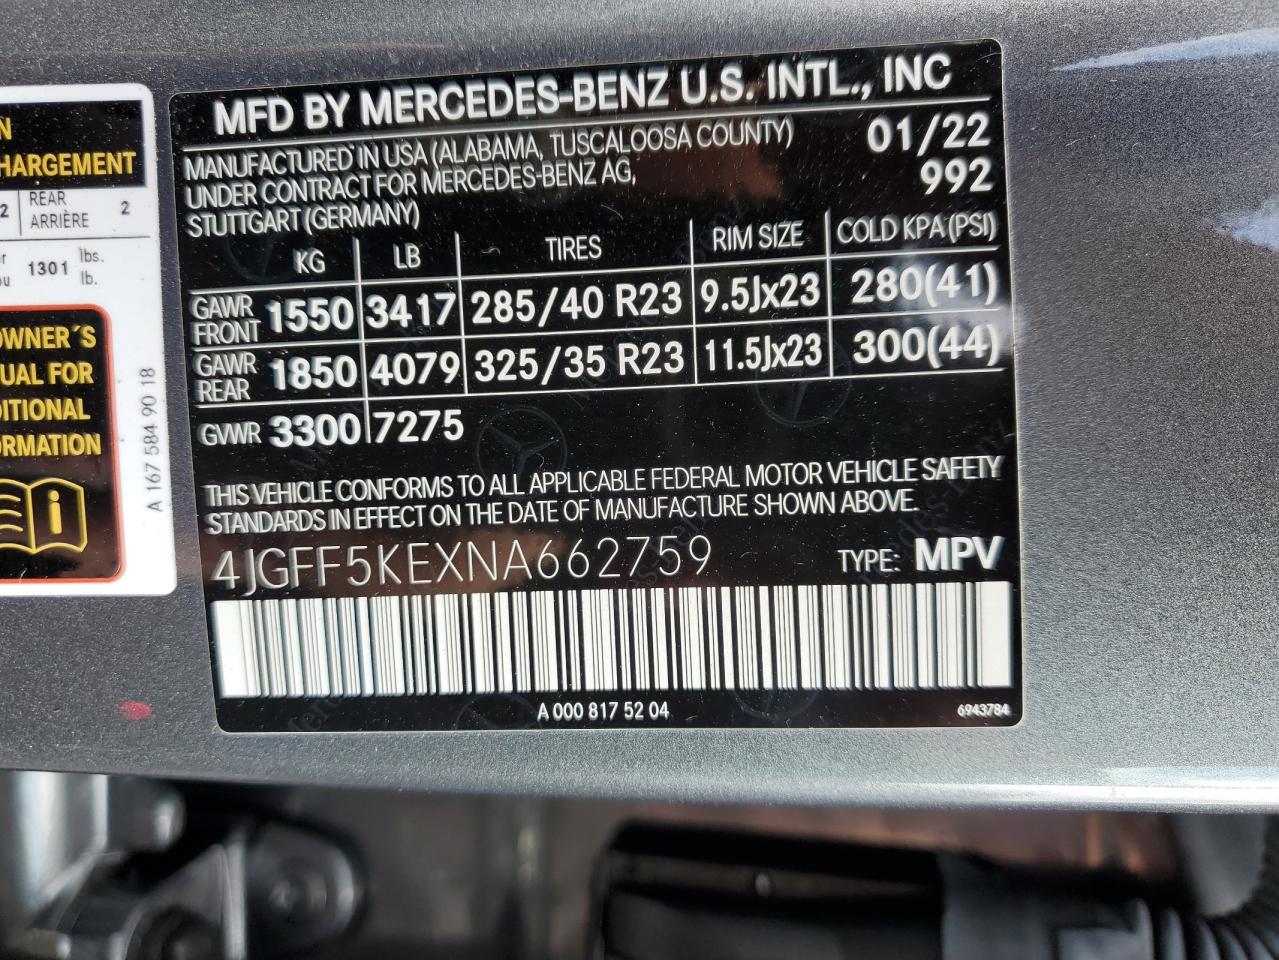 N
HARGEMENT
2 REAR ARRIÈRE 2
1301 lbs. lb.
OWNER´S
UAL FOR
DITIONAL
ORMATION
A 167 584 90 18
MFD BY MERCEDES-BENZ U.S. INTL., INC
MANUFACTURED IN USA (ALABAMA, TUSCALOOSA COUNTY) 01/22
UNDER CONTRACT FOR MERCEDES-BENZ AG, 992
STUTTGART (GERMANY)
KG LB TIRES RIM SIZE COLD KPA (PSI)
GAWR FRONT 1550 3417 285/40 R23 9.5Jx23 280(41)
GAWR REAR 1850 4079 325/35 R23 11.5Jx23 300(44)
GVWR 3300 7275
THIS VEHICLE CONFORMS TO ALL APPLICABLE FEDERAL MOTOR VEHICLE SAFETY
STANDARDS IN EFFECT ON THE DATE OF MANUFACTURE SHOWN ABOVE.
4JGFF5KEXNA662759 TYPE: MPV
A 000 817 52 04 6943784